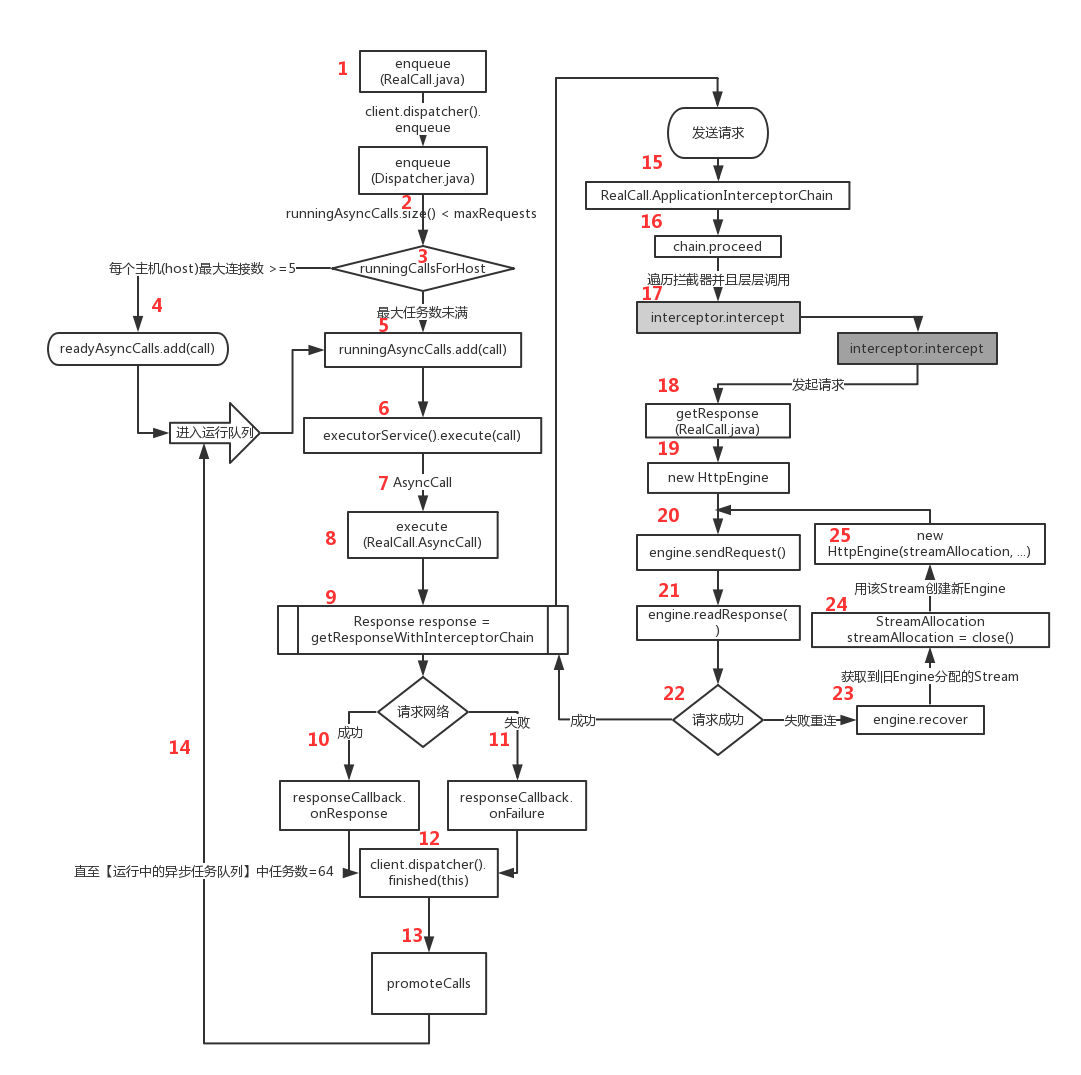 1
enqueue
(RealCall.java)
client.dispatcher().
enqueue
enqueue
(Dispatcher.java)
2
runningAsyncCalls.size() < maxRequests
3
runningCallsForHost
每个主机(host)最大连接数 >=5
4
readyAsyncCalls.add(call)
最大任务数未满
5
runningAsyncCalls.add(call)
进入运行队列
6
executorService().execute(call)
7 AsyncCall
8
execute
(RealCall.AsyncCall)
9
Response response =
getResponseWithInterceptorChain
请求网络
10
成功
失败
11
responseCallback.
onResponse
responseCallback.
onFailure
12
client.dispatcher().
finished(this)
13
promoteCalls
14
直至【运行中的异步任务队列】中任务数=64
发送请求
15
RealCall.ApplicationInterceptorChain
16
chain.proceed
遍历拦截器并且层层调用
17
interceptor.intercept
interceptor.intercept
发起请求
18
getResponse
(RealCall.java)
19
new HttpEngine
20
engine.sendRequest()
21
engine.readResponse(
)
22
请求成功
成功
失败重连
23
engine.recover
获取到旧Engine分配的Stream
24
StreamAllocation
streamAllocation = close()
用该Stream创建新Engine
25
new
HttpEngine(streamAllocation, ...)